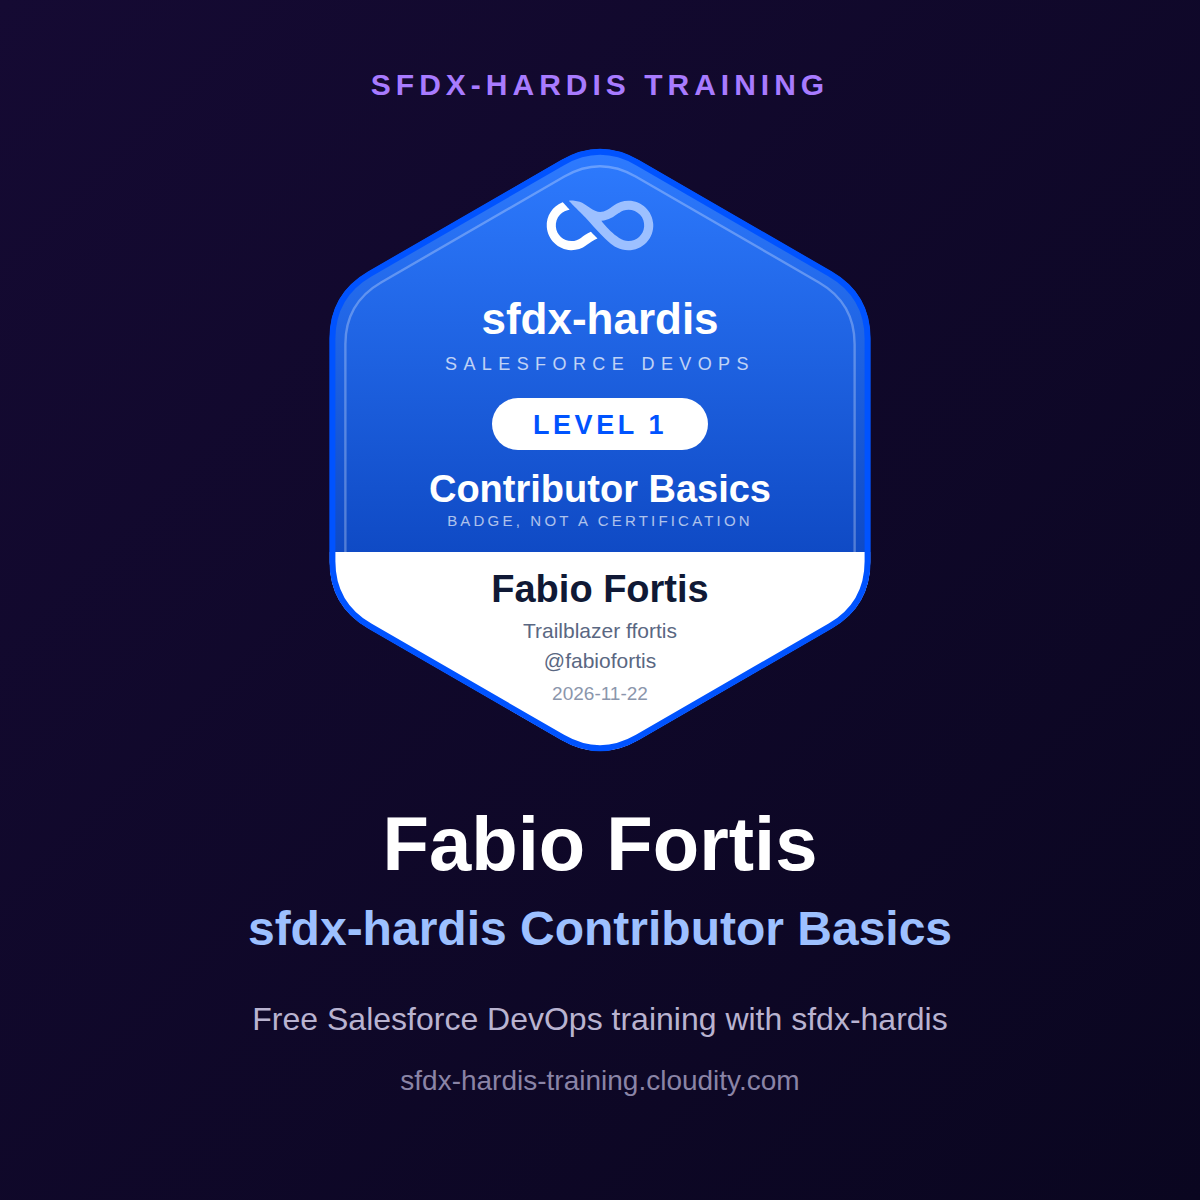 SFDX-HARDIS TRAINING
sfdx-hardis
SALESFORCE DEVOPS
LEVEL 1
Contributor Basics
BADGE, NOT A CERTIFICATION
Fabio Fortis
Trailblazer ffortis
@fabiofortis
2026-11-22
Fabio Fortis
sfdx-hardis Contributor Basics
Free Salesforce DevOps training with sfdx-hardis
sfdx-hardis-training.cloudity.com